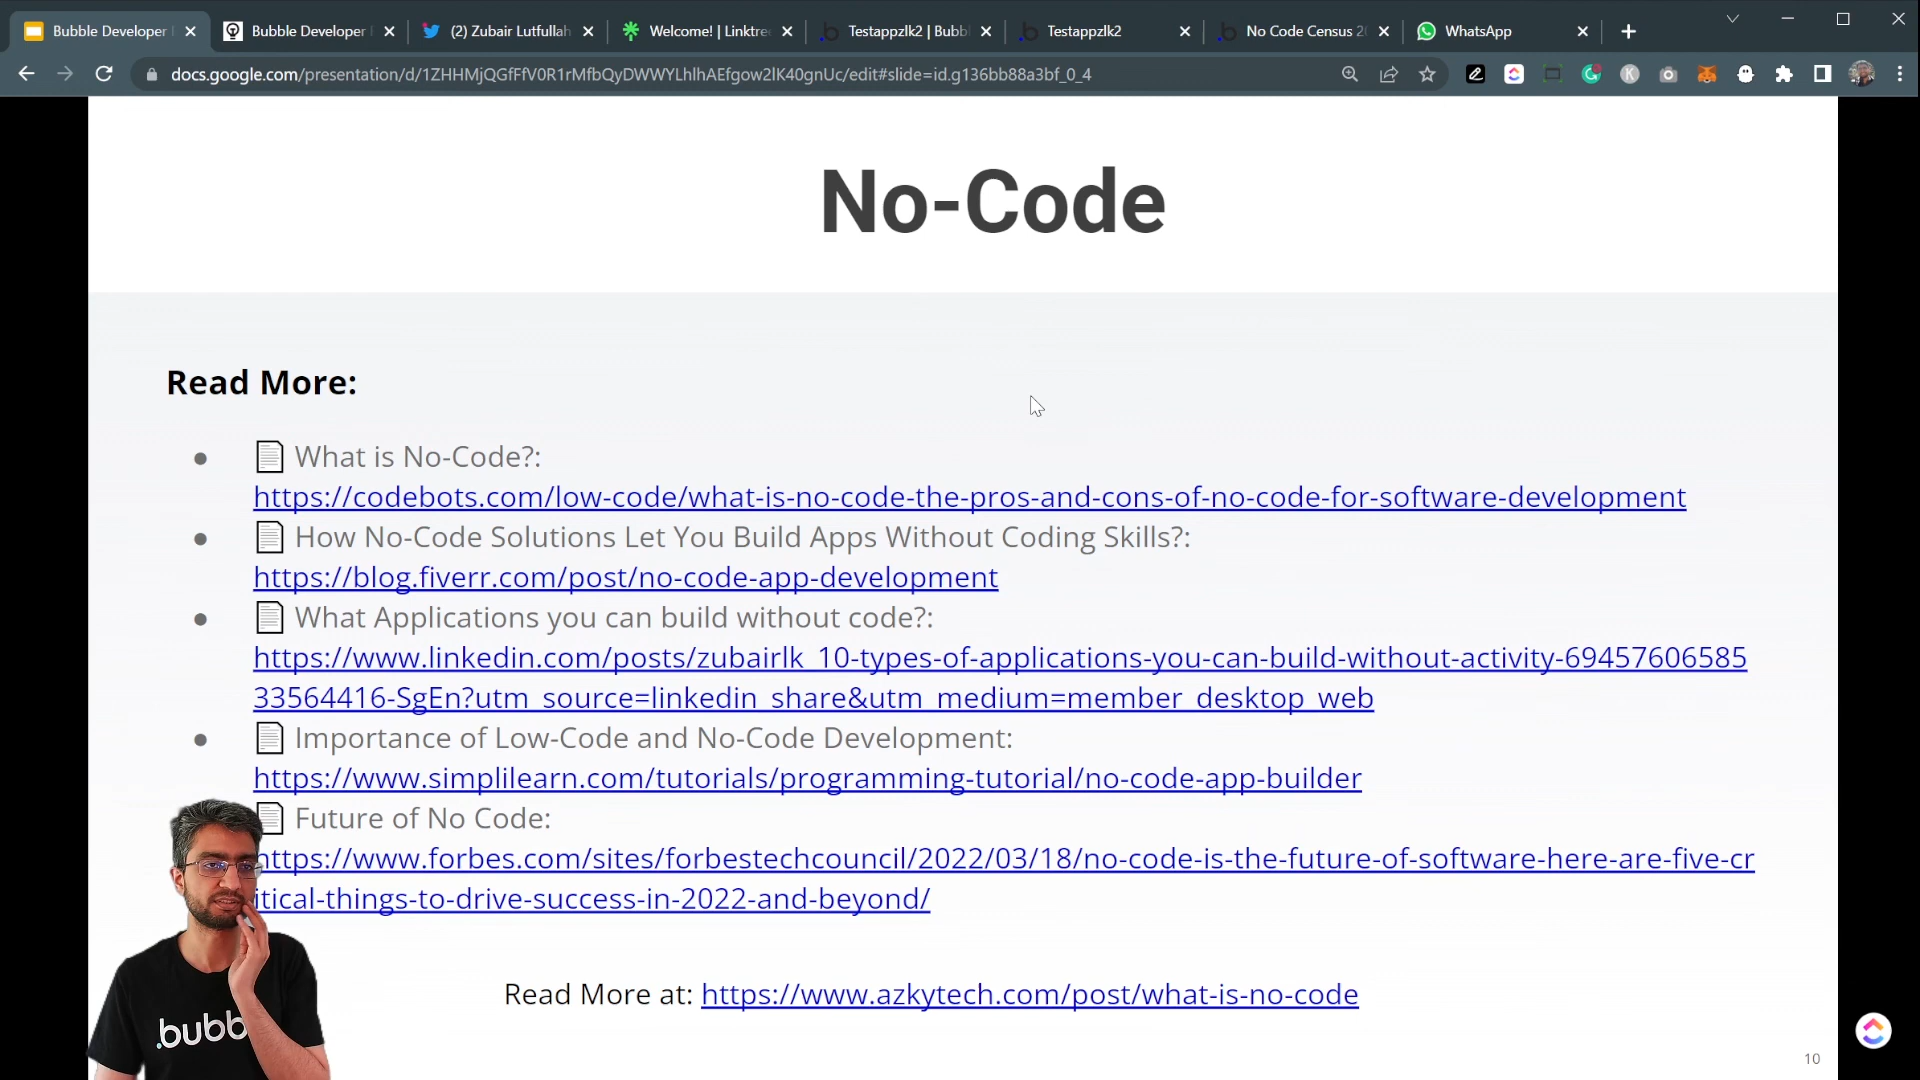 Bubble Developer
Bubble Developer
(2) Zubair Lutfullah
Welcome! | Linktre
Testappzlk2 | Bubb
Testappzlk2
No Code Census 20
WhatsApp
docs.google.com/presentation/d/1ZHHMjQGfFfV0R1rMfbQyDWWYLhlhAEfgow2lK40gnUc/edit#slide=id.g136bb88a3bf_0_4
No-Code
Read More:
● What is No-Code?:
https://codebots.com/low-code/what-is-no-code-the-pros-and-cons-of-no-code-for-software-development
● How No-Code Solutions Let You Build Apps Without Coding Skills?:
https://blog.fiverr.com/post/no-code-app-development
● What Applications you can build without code?:
https://www.linkedin.com/posts/zubairlk_10-types-of-applications-you-can-build-without-activity-69457606585
33564416-SgEn?utm_source=linkedin_share&utm_medium=member_desktop_web
● Importance of Low-Code and No-Code Development:
https://www.simplilearn.com/tutorials/programming-tutorial/no-code-app-builder
Future of No Code:
https://www.forbes.com/sites/forbestechcouncil/2022/03/18/no-code-is-the-future-of-software-here-are-five-cr
itical-things-to-drive-success-in-2022-and-beyond/
Read More at: https://www.azkytech.com/post/what-is-no-code
.bubb
10